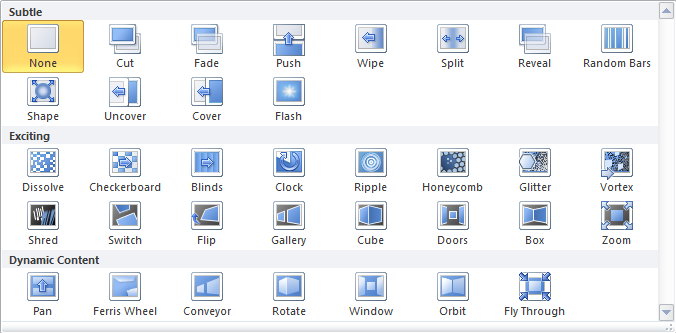 Subtle
None Cut Fade Push Wipe Split Reveal Random Bars
Shape Uncover Cover Flash
Exciting
Dissolve Checkerboard Blinds Clock Ripple Honeycomb Glitter Vortex
Shred Switch Flip Gallery Cube Doors Box Zoom
Dynamic Content
Pan Ferris Wheel Conveyor Rotate Window Orbit Fly Through